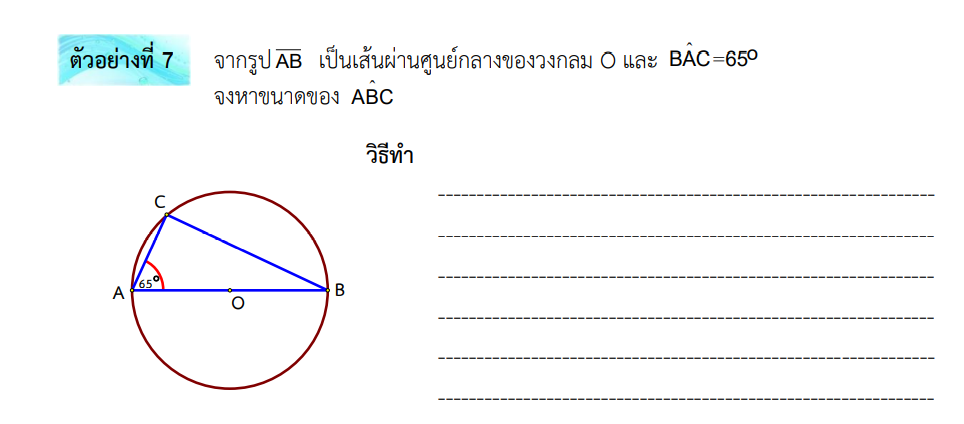 ตัวอย่างที่ 7 จากรูป A̅B̅ เป็นเส้นผ่านศูนย์กลางของวงกลม O และ BÂC=65º
จงหาขนาดของ AB̂C
วิธีทำ
C
A 65º B
O